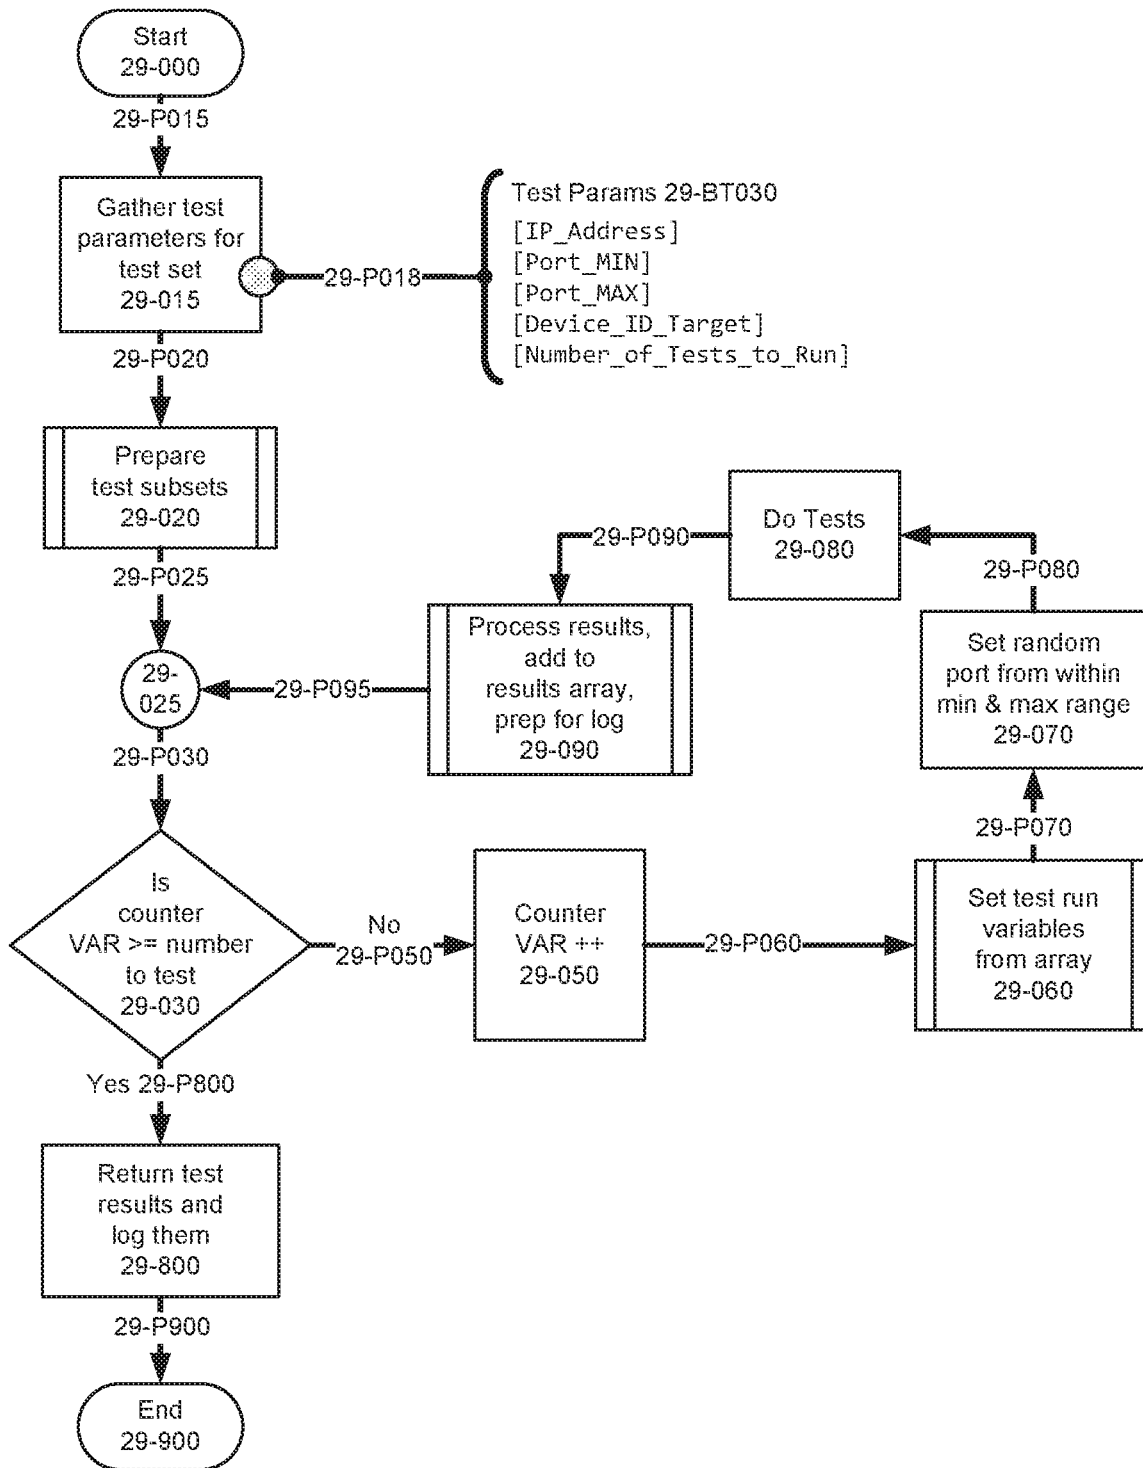 Start
29-000
29-P015
Gather test
parameters for
test set
29-015
29-P018
Test Params 29-BT030
[IP_Address]
[Port_MIN]
[Port_MAX]
[Device_ID_Target]
[Number_of_Tests_to_Run]
29-P020
Prepare
test subsets
29-020
29-P025
29-
025
29-P030
Is
counter
VAR >= number
to test
29-030
No
29-P050
Counter
VAR ++
29-050
29-P060
Set test run
variables
from array
29-060
29-P070
Set random
port from within
min & max range
29-070
29-P080
Do Tests
29-080
29-P090
Process results,
add to
results array,
prep for log
29-090
29-P095
Yes 29-P800
Return test
results and
log them
29-800
29-P900
End
29-900